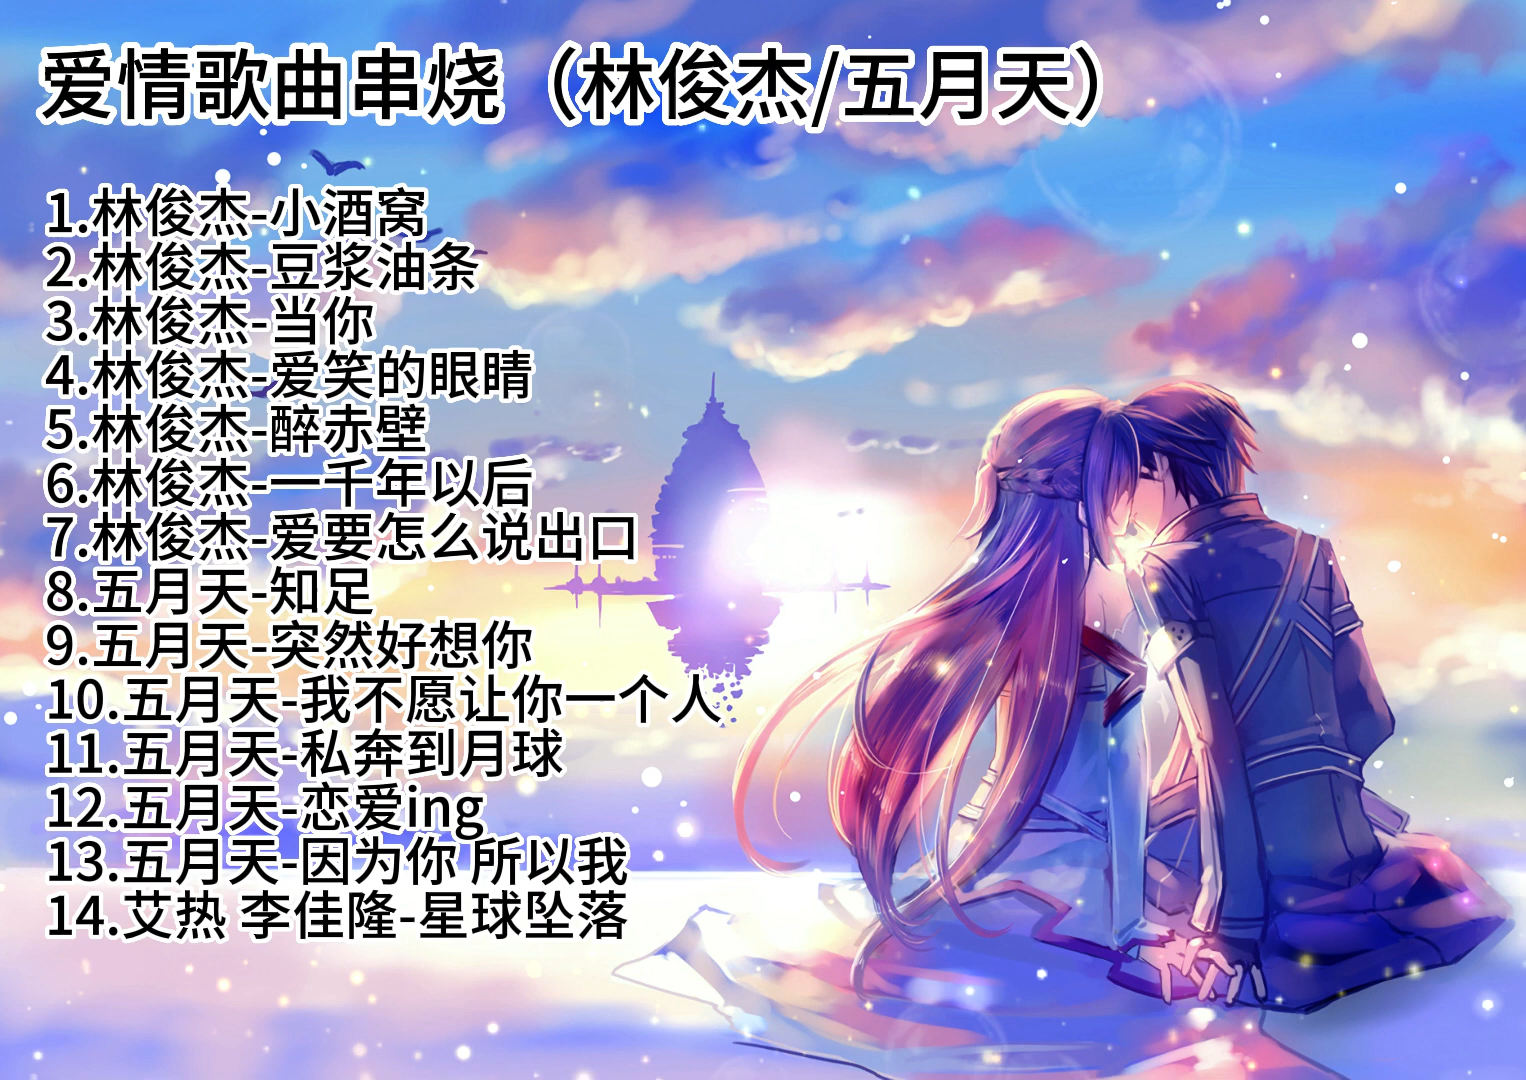 爱情歌曲串烧（林俊杰/五月天）
1.林俊杰-小酒窝
2.林俊杰-豆浆油条
3.林俊杰-当你
4.林俊杰-爱笑的眼睛
5.林俊杰-醉赤壁
6.林俊杰-一千年以后
7.林俊杰-爱要怎么说出口
8.五月天-知足
9.五月天-突然好想你
10.五月天-我不愿让你一个人
11.五月天-私奔到月球
12.五月天-恋爱ing
13.五月天-因为你 所以我
14.艾热 李佳隆-星球坠落